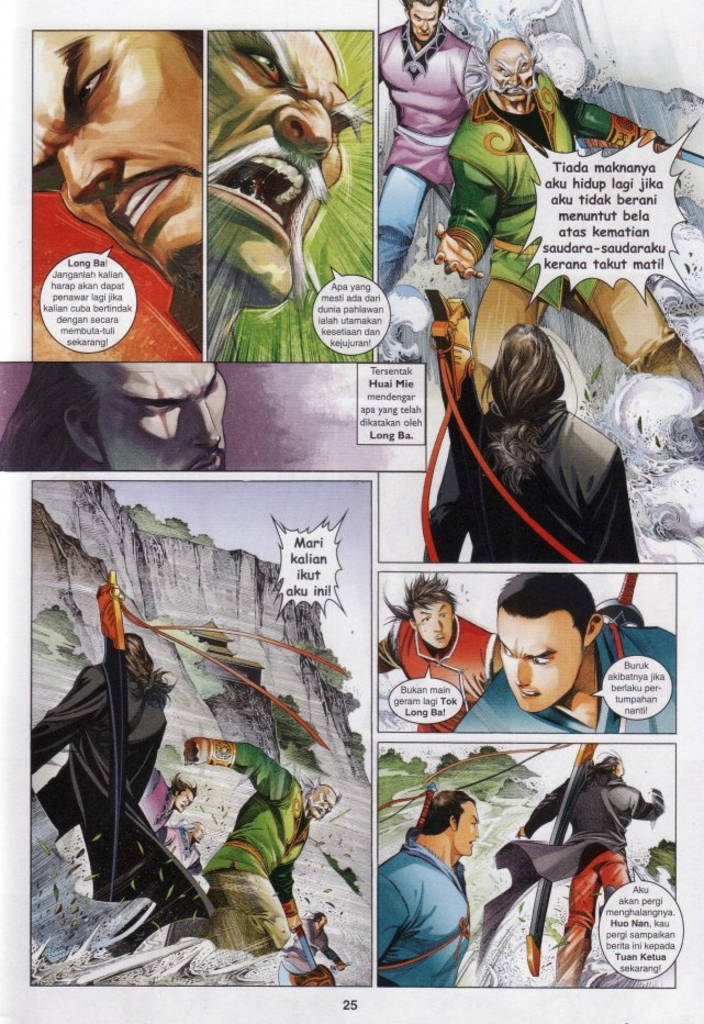 Long Ba!
Janganlah kalian
harap akan dapat
penawar lagi jika
kalian cuba bertindak
dengan secara
membuta-tuli
sekarang!
Apa yang
mesti ada dari
dunia pahlawan
ialah utamakan
kesetiaan dan
kejujuran!
Tiada maknanya
aku hidup lagi jika
aku tidak berani
menuntut bela
atas kematian
saudara-saudaraku
kerana takut mati!
Tersentak
Huai Mie
mendengar
apa yang telah
dikatakan oleh
Long Ba.
Mari
kalian
ikut
aku ini!
Bukan main
geram lagi Tok
Long Ba!
Buruk
akibatnya jika
berlaku per-
tumpahan
nanti!
Aku
akan pergi
menghalangnya.
Huo Nan, kau
pergi sampaikan
berita ini kepada
Tuan Ketua
sekarang!
25